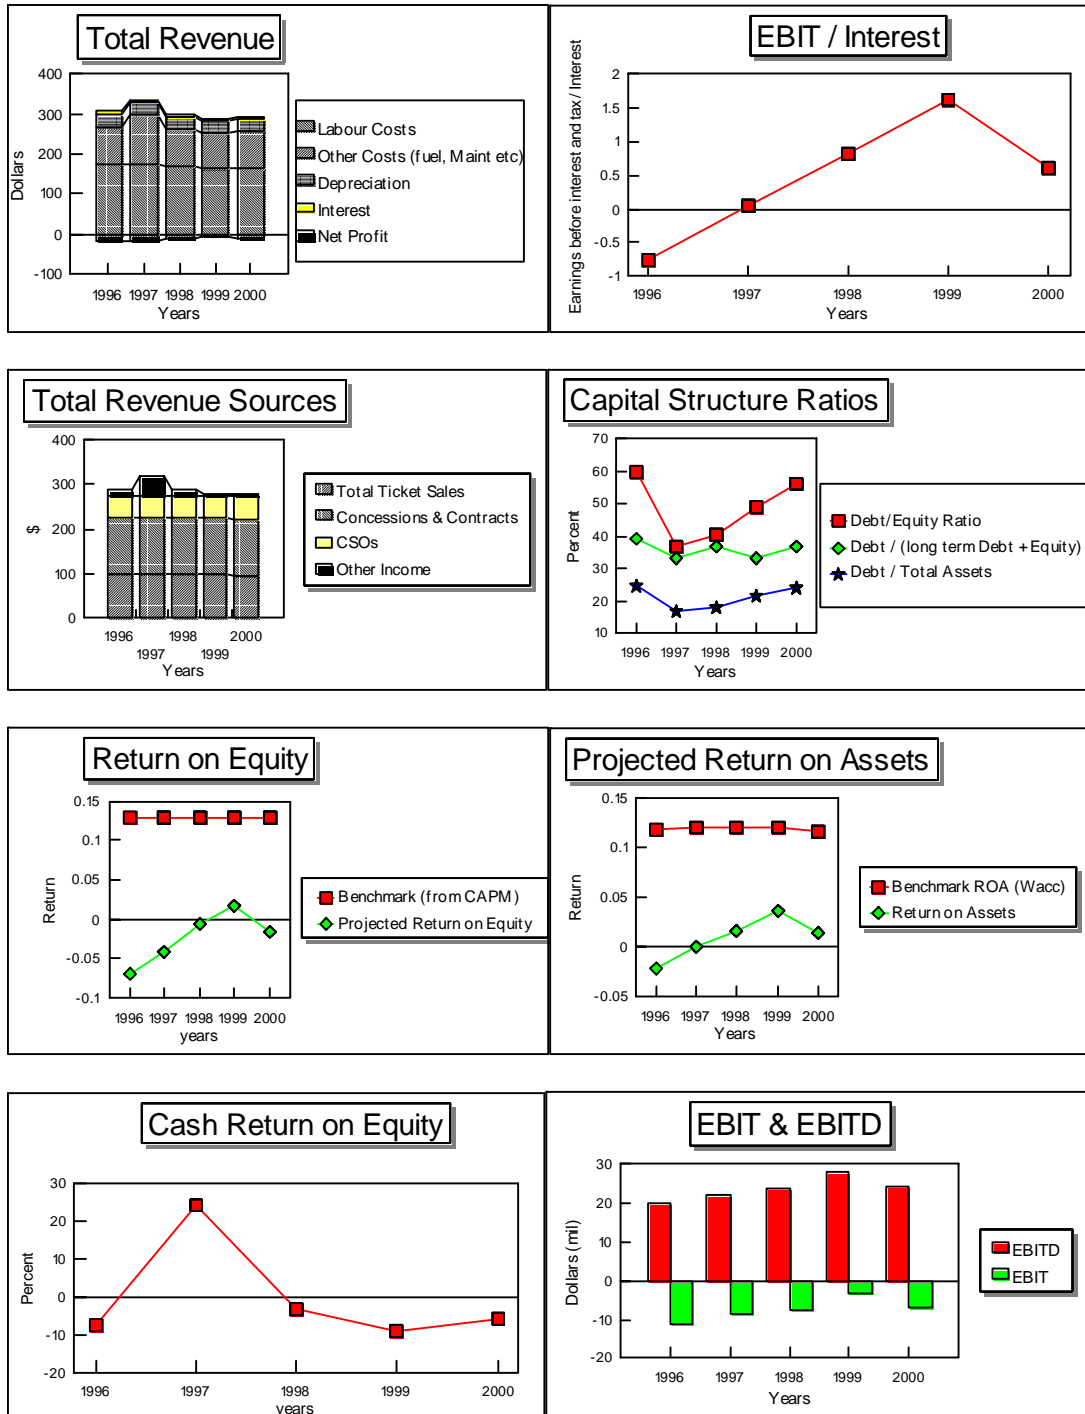 Total Revenue
400
300
200
100
0
-100
Dollars
1996 1997 1998 1999 2000
Years
Labour Costs
Other Costs (fuel, Maint etc)
Depreciation
Interest
Net Profit
EBIT / Interest
Earnings before interest and tax/ Interest
2
1.5
1
0.5
0
-0.5
-1
1996 1997 1998 1999 2000
Years
Total Revenue Sources
400
300
200
100
0
$
1996 1998 2000
1997 1999
Years
Total Ticket Sales
Concessions & Contracts
CSOs
Other Income
Capital Structure Ratios
70
60
50
40
30
20
10
Percent
1996 1997 1998 1999 2000
Years
Debt/Equity Ratio
Debt / (long term Debt + Equity)
Debt / Total Assets
Return on Equity
0.15
0.1
0.05
0
-0.05
-0.1
Return
1996 1997 1998 1999 2000
years
Benchmark (from CAPM)
Projected Return on Equity
Projected Return on Assets
0.15
0.1
0.05
0
-0.05
Return
1996 1997 1998 1999 2000
Years
Benchmark ROA (Wacc)
Return on Assets
Cash Return on Equity
30
20
10
0
-10
-20
Percent
1996 1997 1998 1999 2000
years
EBIT & EBITD
30
20
10
0
-10
-20
Dollars (mil)
1996 1997 1998 1999 2000
Years
EBITD
EBIT